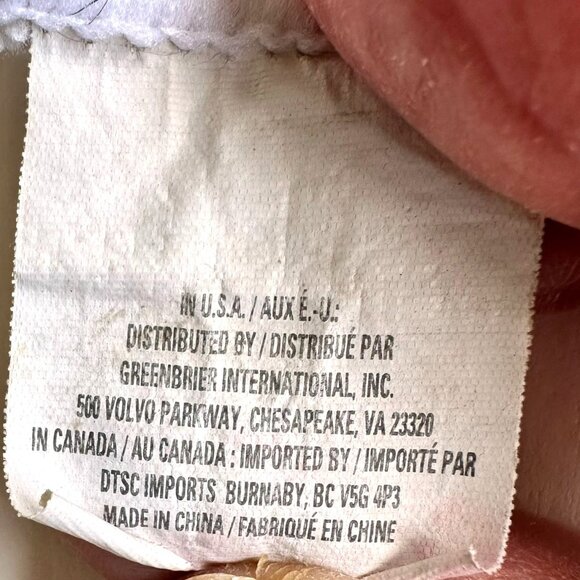 IN U.S.A. / AUX É.-U.:
DISTRIBUTED BY / DISTRIBUÉ PAR
GREENBRIER INTERNATIONAL, INC.
500 VOLVO PARKWAY, CHESAPEAKE, VA 23320
IN CANADA / AU CANADA : IMPORTED BY / IMPORTÉ PAR
DTSC IMPORTS BURNABY, BC V5G 4P3
MADE IN CHINA / FABRIQUÉ EN CHINE